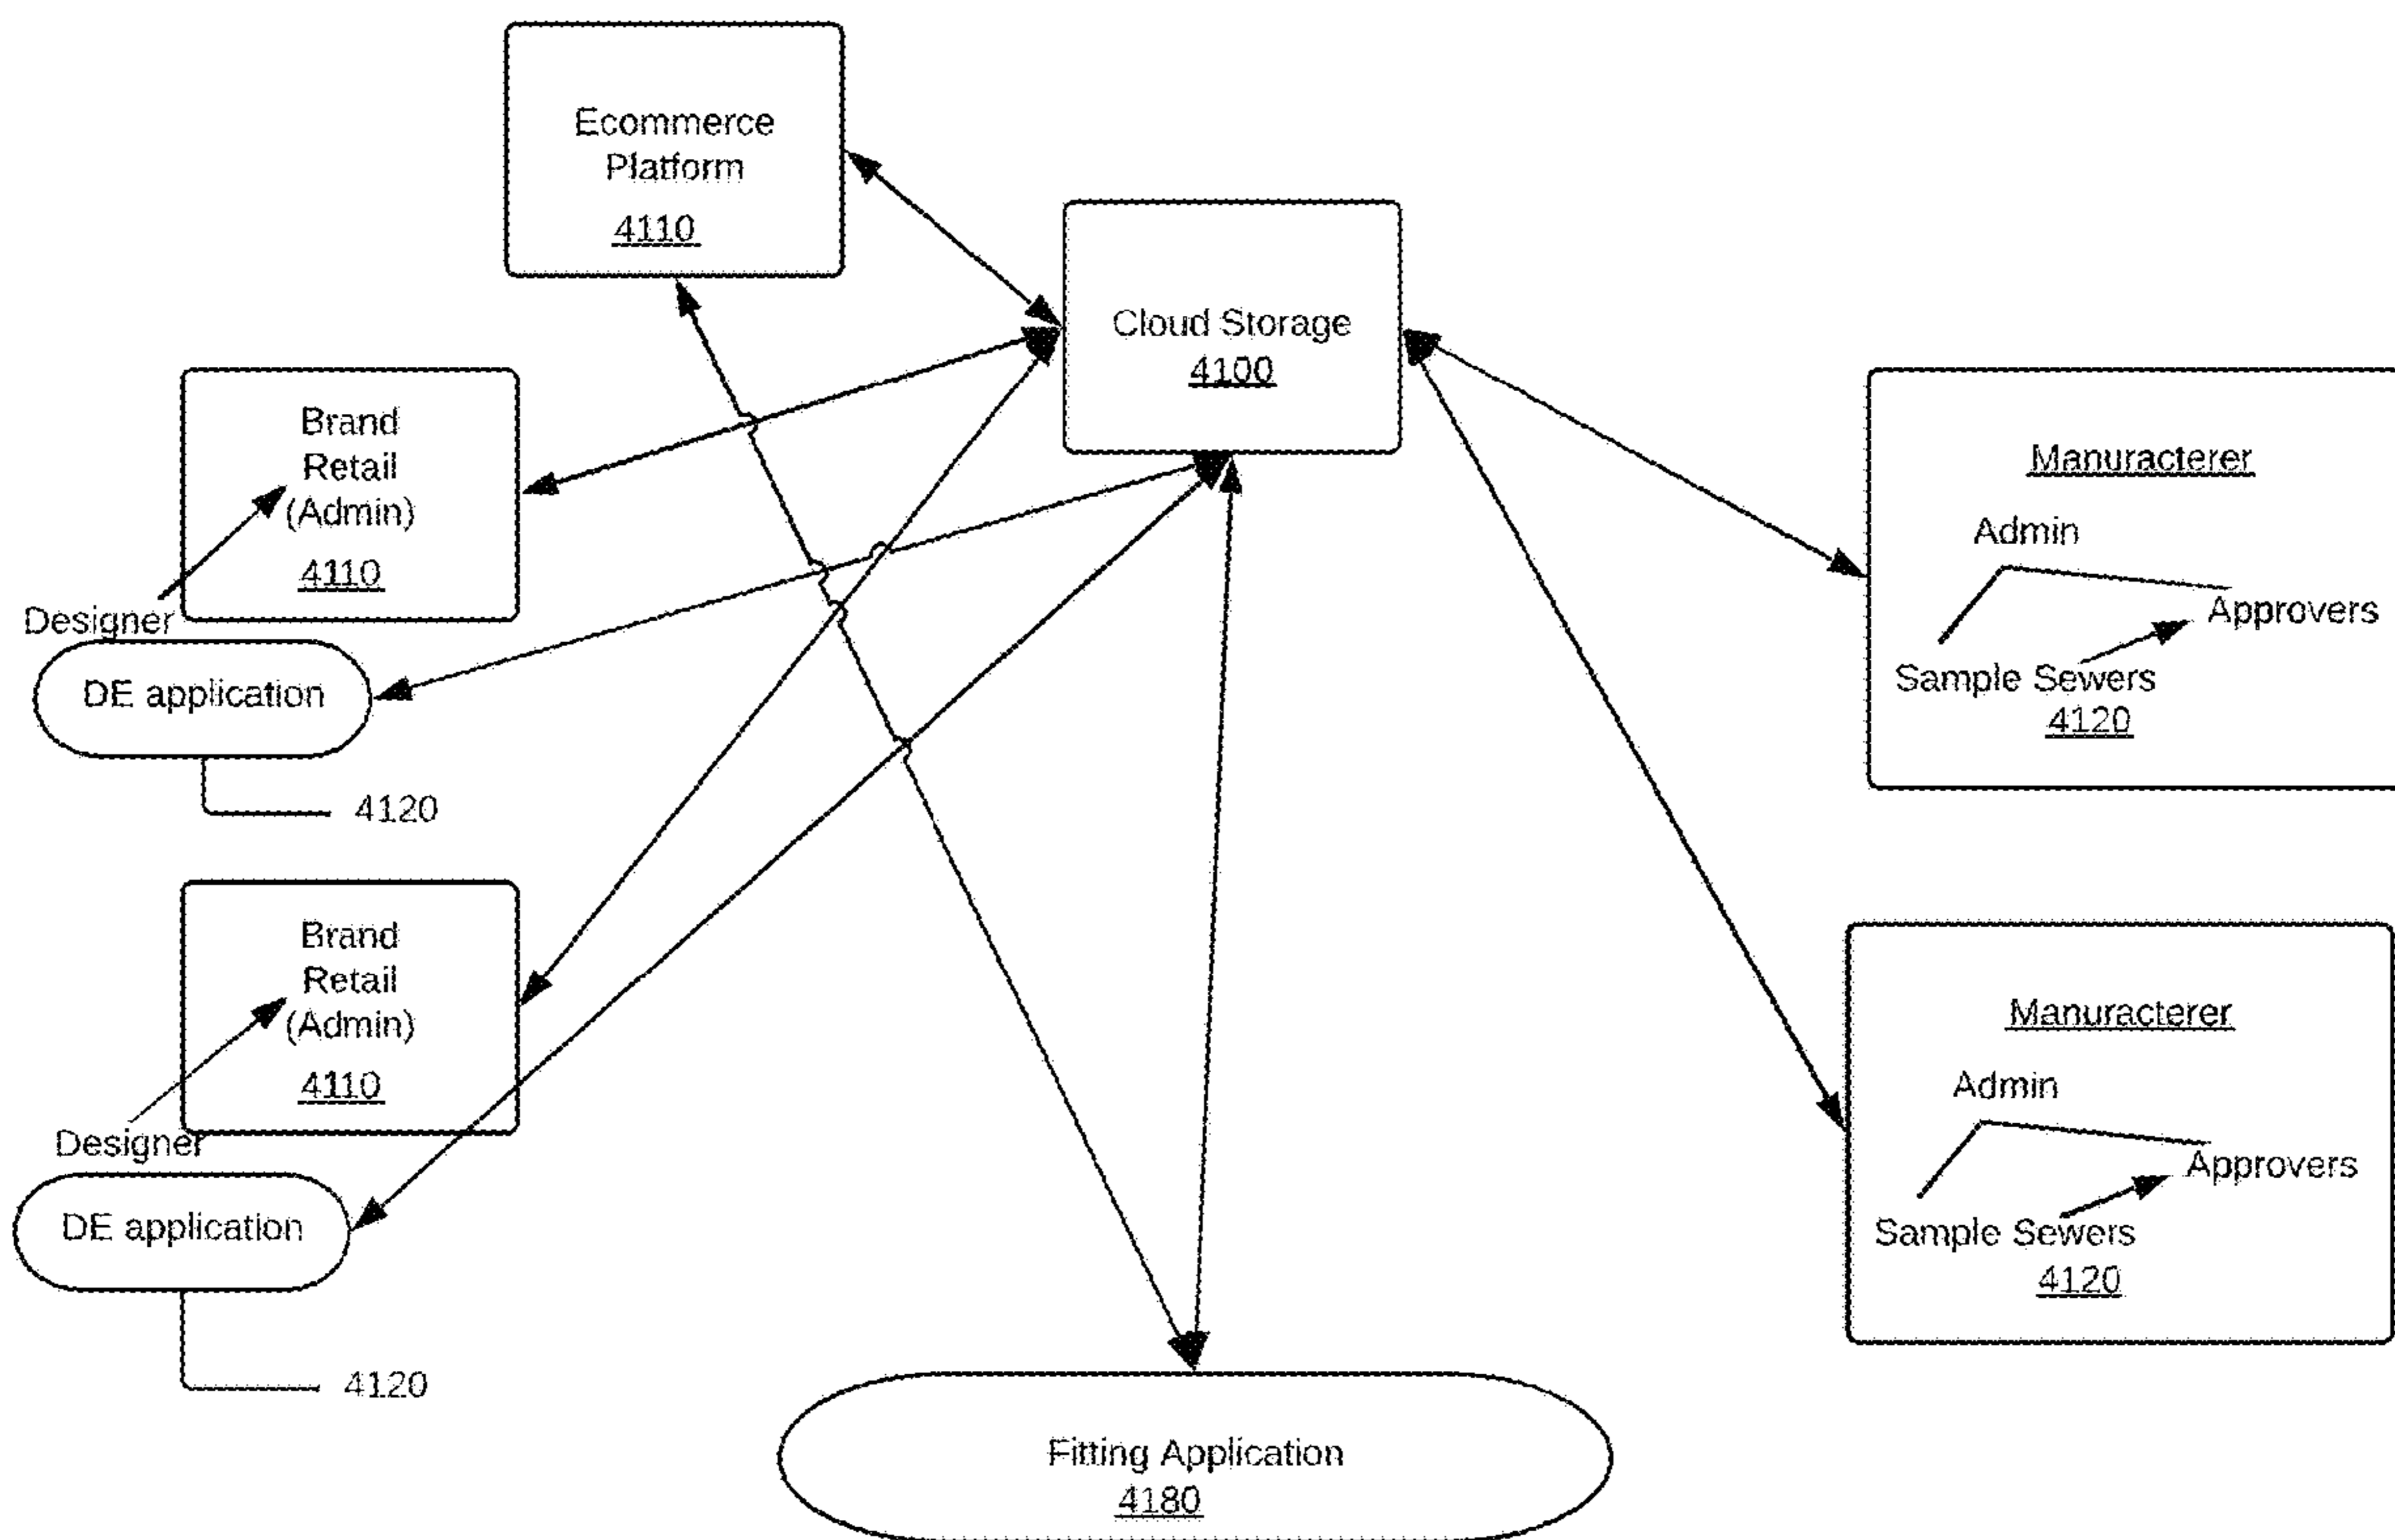 Ecommerce
Platform
4110
Cloud Storage
4100
Brand
Retail
(Admin)
4110
Designer
DE application
4120
Manuracterer
Admin
Approvers
Sample Sewers
4120
Brand
Retail
(Admin)
4110
Designer
DE application
4120
Manuracterer
Admin
Approvers
Sample Sewers
4120
Fitting Application
4180